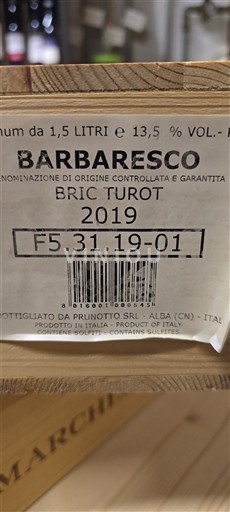 num da 1,5 LITRI e 13,5 % VOL.-
BARBARESCO
NOMINAZIONE DI ORIGINE CONTROLLATA E GARANTITA
BRIC TUROT
2019
F5.31 19-01
VINIOU
OTTIGLIATO DA PRUNOTTO SRL - ALBA (CN) - ITAL
PRODOTTO IN ITALIA - PRODUCT OF ITALY
CONTIENE SOLFITI - CONTAINS SULFITES
MARCHE